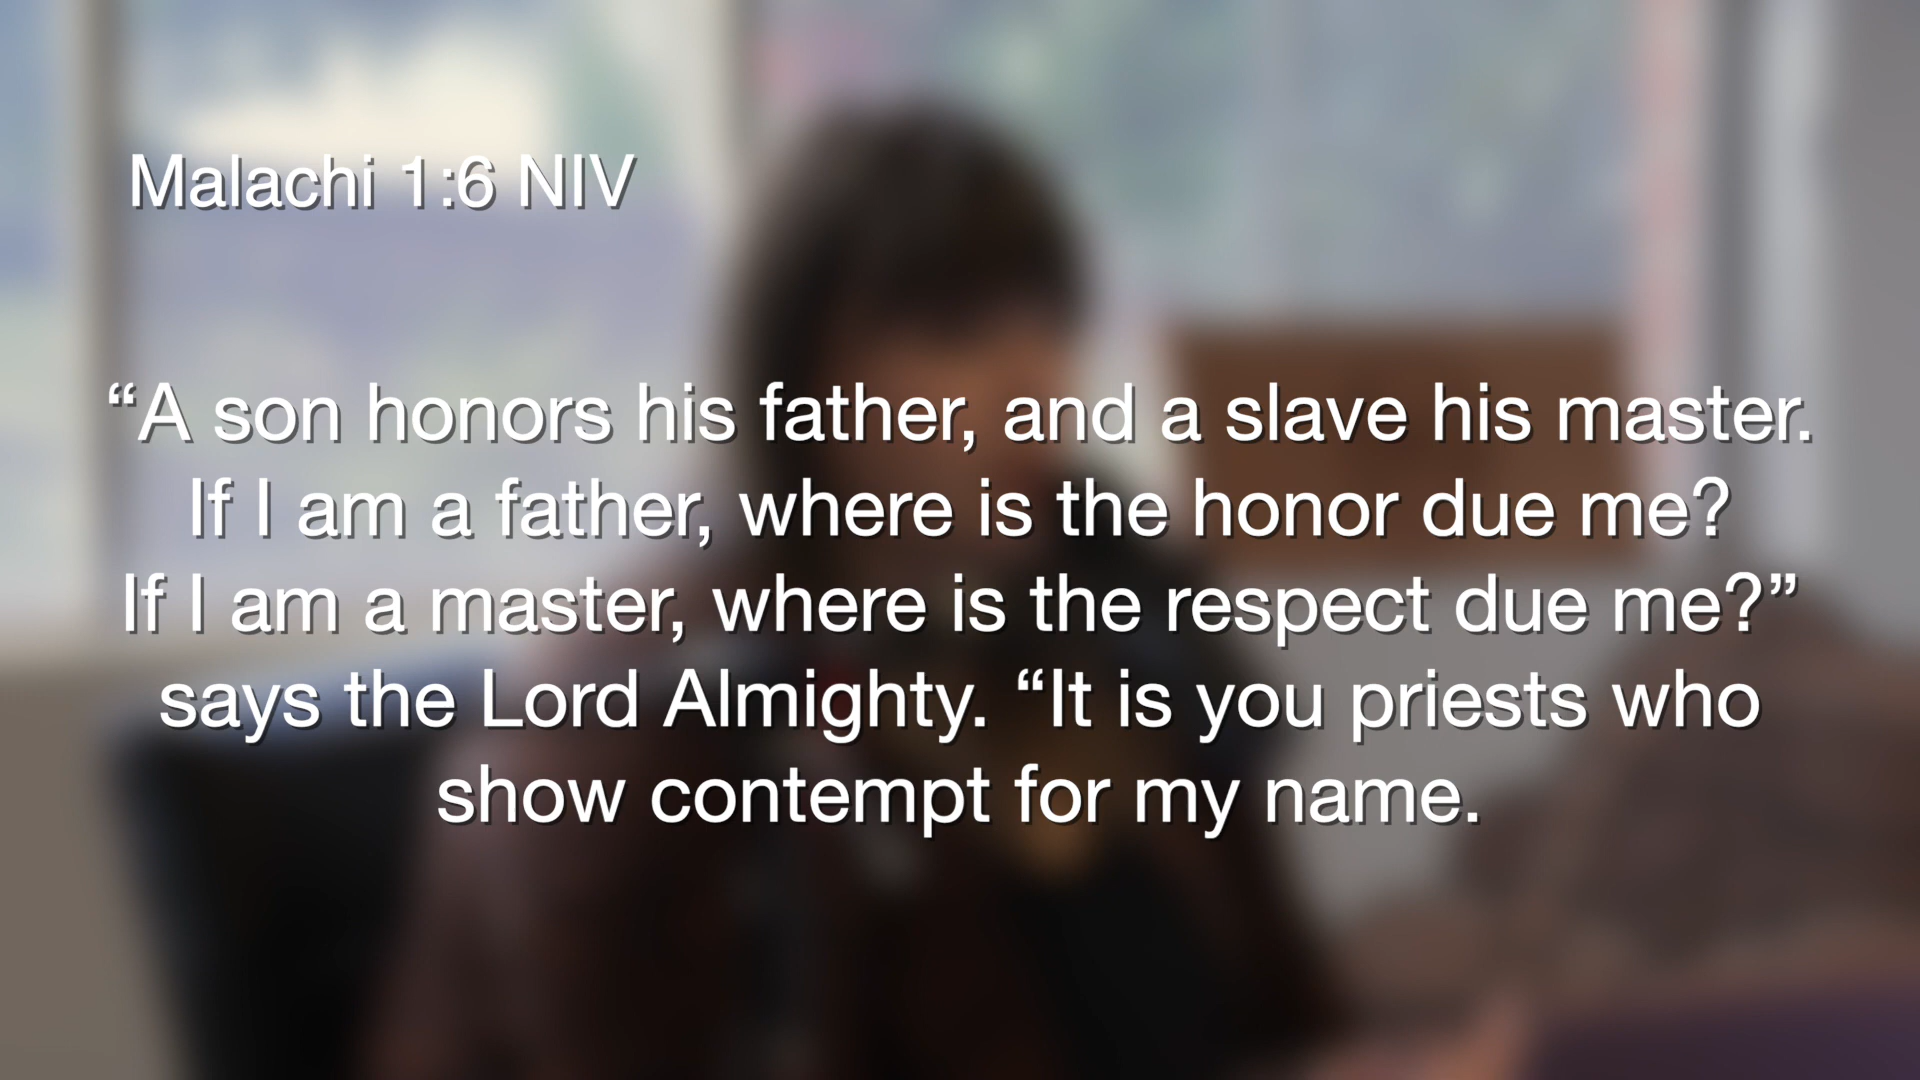 Malachi 1:6 NIV
“A son honors his father, and a slave his master.
If I am a father, where is the honor due me?
If I am a master, where is the respect due me?”
says the Lord Almighty. “It is you priests who
show contempt for my name.